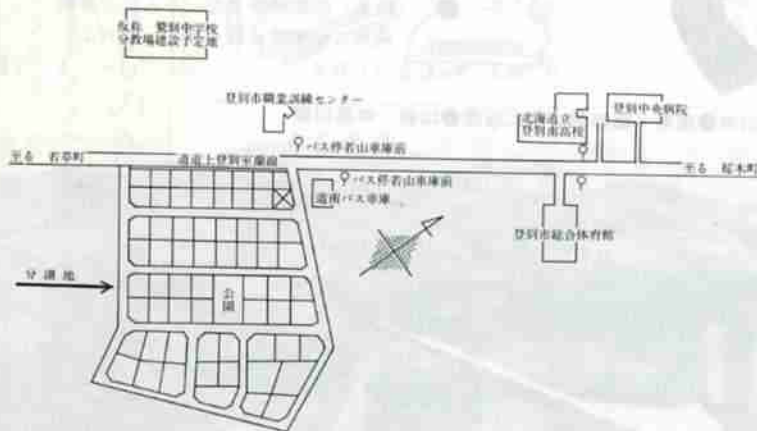 仮称 鷲別中学校
分教場建設予定地
登別市職業訓練センター
北海道立
登別南高校
登別中央病院
バス停若山車庫前
至る 若草町
道道上登別室蘭線
至る 桜木町
バス停若山車庫前
道南バス車庫
登別市総合体育館
分譲地
公園